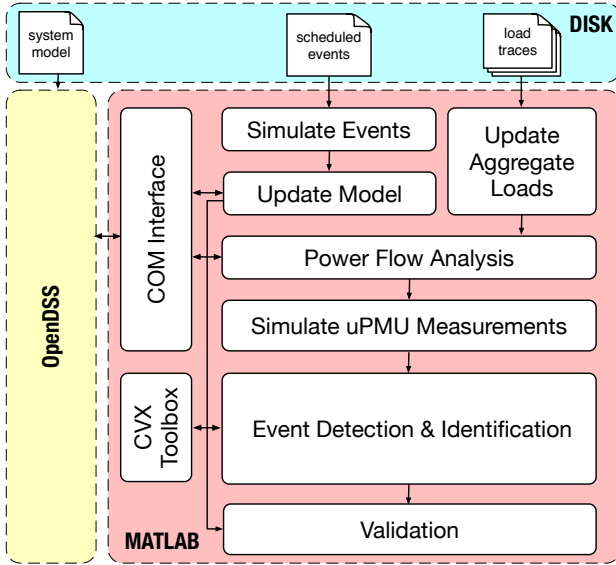 system
model
scheduled
events
load
traces
DISK
Simulate Events
Update
Aggregate
Loads
Update Model
COM Interface
OpenDSS
Power Flow Analysis
Simulate uPMU Measurements
CVX
Toolbox
Event Detection & Identification
Validation
MATLAB